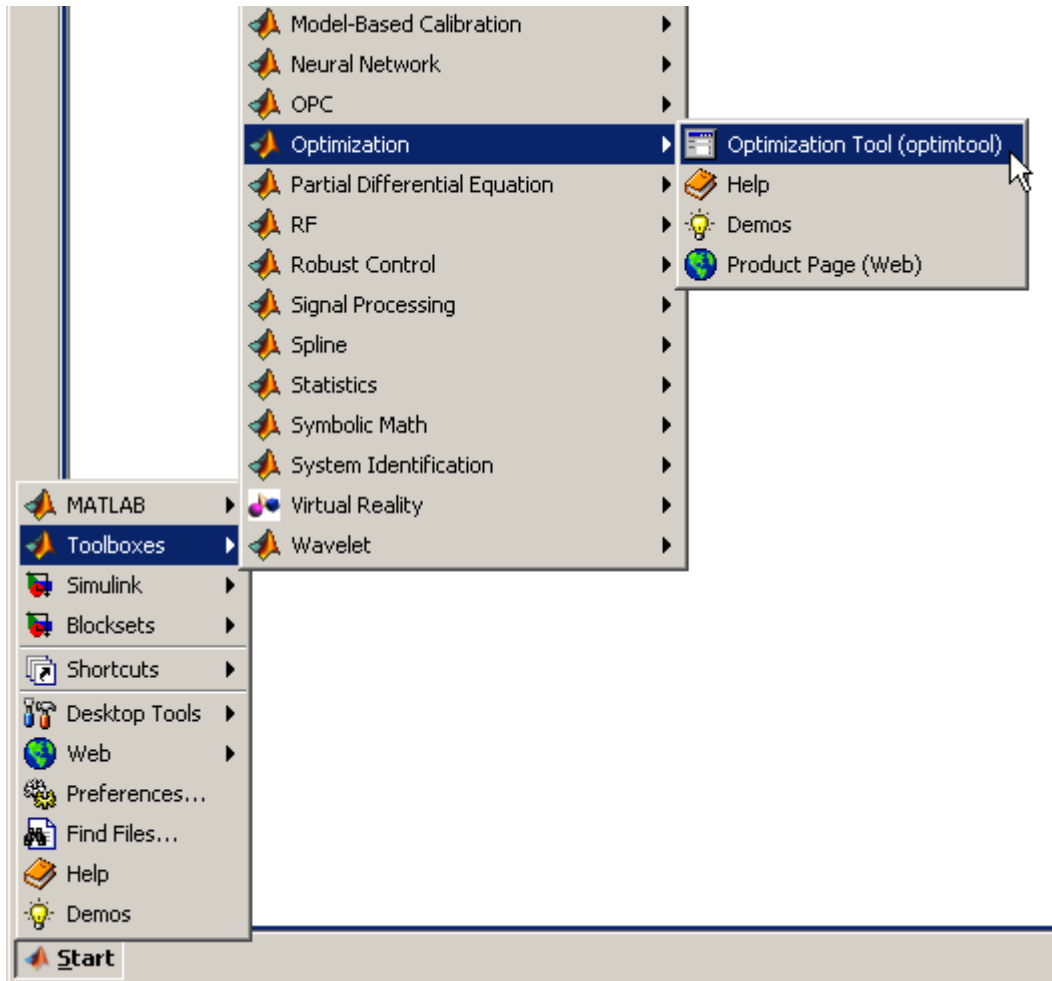 Model-Based Calibration
Neural Network
OPC
Optimization
Partial Differential Equation
RF
Robust Control
Signal Processing
Spline
Statistics
Symbolic Math
System Identification
Virtual Reality
Wavelet
Optimization Tool (optimtool)
Help
Demos
Product Page (Web)
MATLAB
Toolboxes
Simulink
Blocksets
Shortcuts
Desktop Tools
Web
Preferences...
Find Files...
Help
Demos
Start